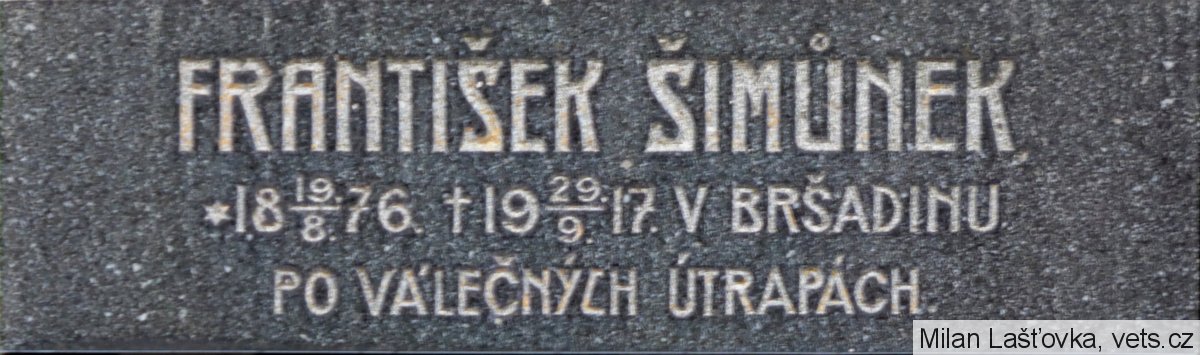 FRANTIŠEK ŠIMŮNEK,
*18 19./8. 76. †19 29./9. 17. V BRŠADINU
PO VÁLEČNÝCH ÚTRAPÁCH.
Milan Lašťovka, vets.cz